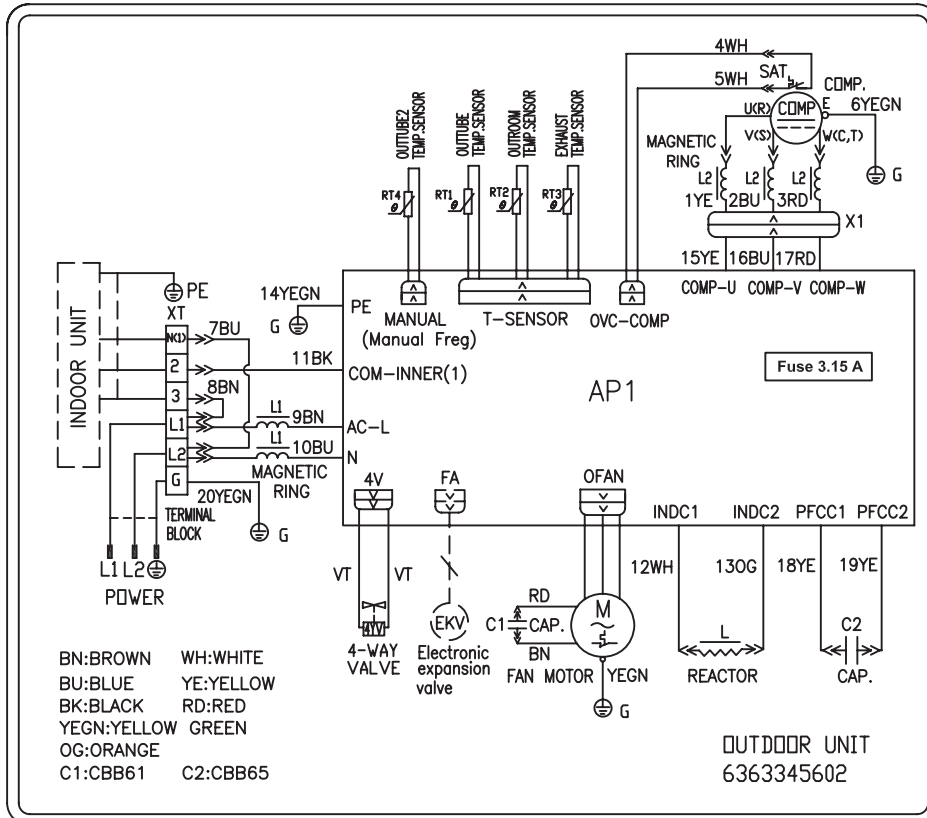 4WH
5WH
SAT
COMP.
U(R)
COMP
E
6YEGN
V(S)
W(C,T)
MAGNETIC
RING
G
L2
L2
L2
1YE
2BU
3RD
X1
15YE
16BU
17RD
OUTTUBE2
TEMP.SENSOR
OUTTUBE
TEMP.SENSOR
OUTROOM
TEMP.SENSOR
EXHAUST
TEMP.SENSOR
RT4
θ
RT1
θ
RT2
θ
RT3
θ
INDOOR UNIT
PE
XT
N(1)
2
3
L1
L2
G
7BU
11BK
8BN
L1
9BN
L1
10BU
MAGNETIC
RING
20YEGN
G
TERMINAL
BLOCK
L1
L2
POWER
14YEGN
G
PE
MANUAL
(Manual Freg)
T-SENSOR
OVC-COMP
COMP-U
COMP-V
COMP-W
COM-INNER(1)
AP1
Fuse 3.15 A
AC-L
N
4V
FA
OFAN
INDC1
INDC2
PFCC1
PFCC2
VT
VT
4YV
4-WAY
VALVE
EKV
Electronic
expansion
valve
RD
C1
CAP.
BN
M
FAN MOTOR
YEGN
G
12WH
13OG
L
REACTOR
18YE
19YE
C2
CAP.
BN:BROWN WH:WHITE
BU:BLUE YE:YELLOW
BK:BLACK RD:RED
YEGN:YELLOW GREEN
OG:ORANGE
C1:CBB61 C2:CBB65
OUTDOOR UNIT
6363345602